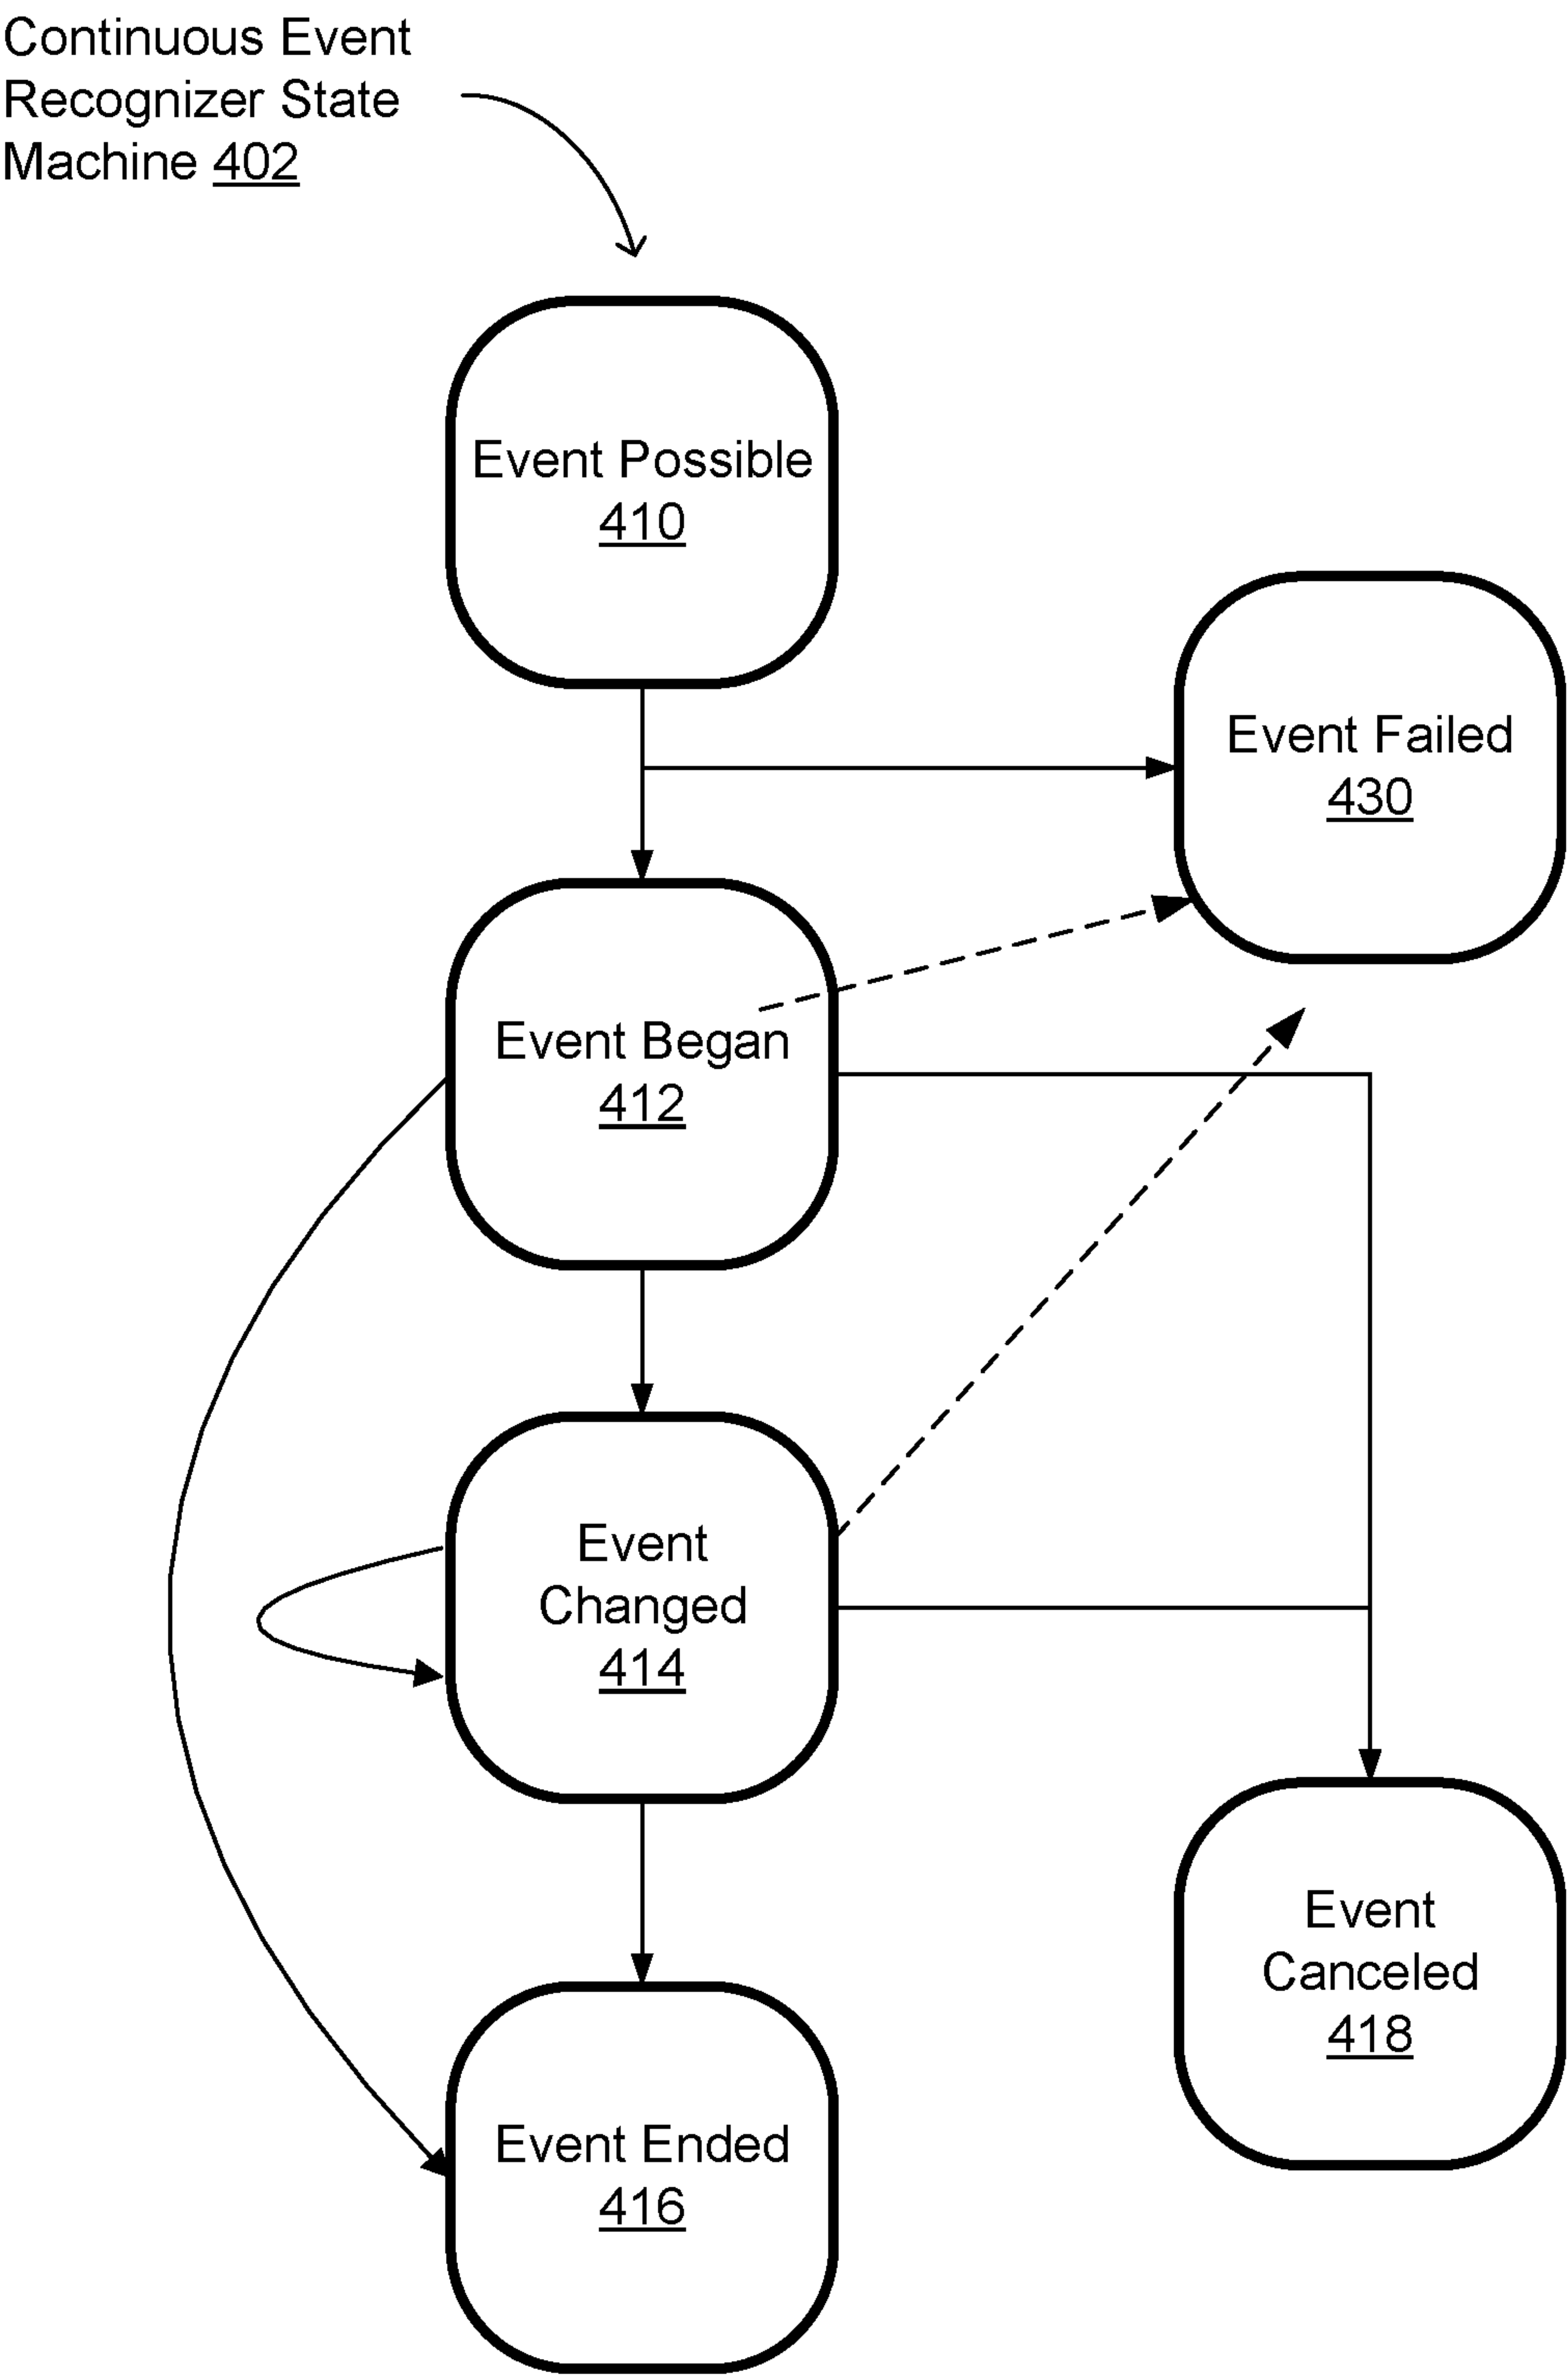 Continuous Event
Recognizer State
Machine 402
Event Possible
410
Event Failed
430
Event Began
412
Event
Changed
414
Event
Canceled
418
Event Ended
416